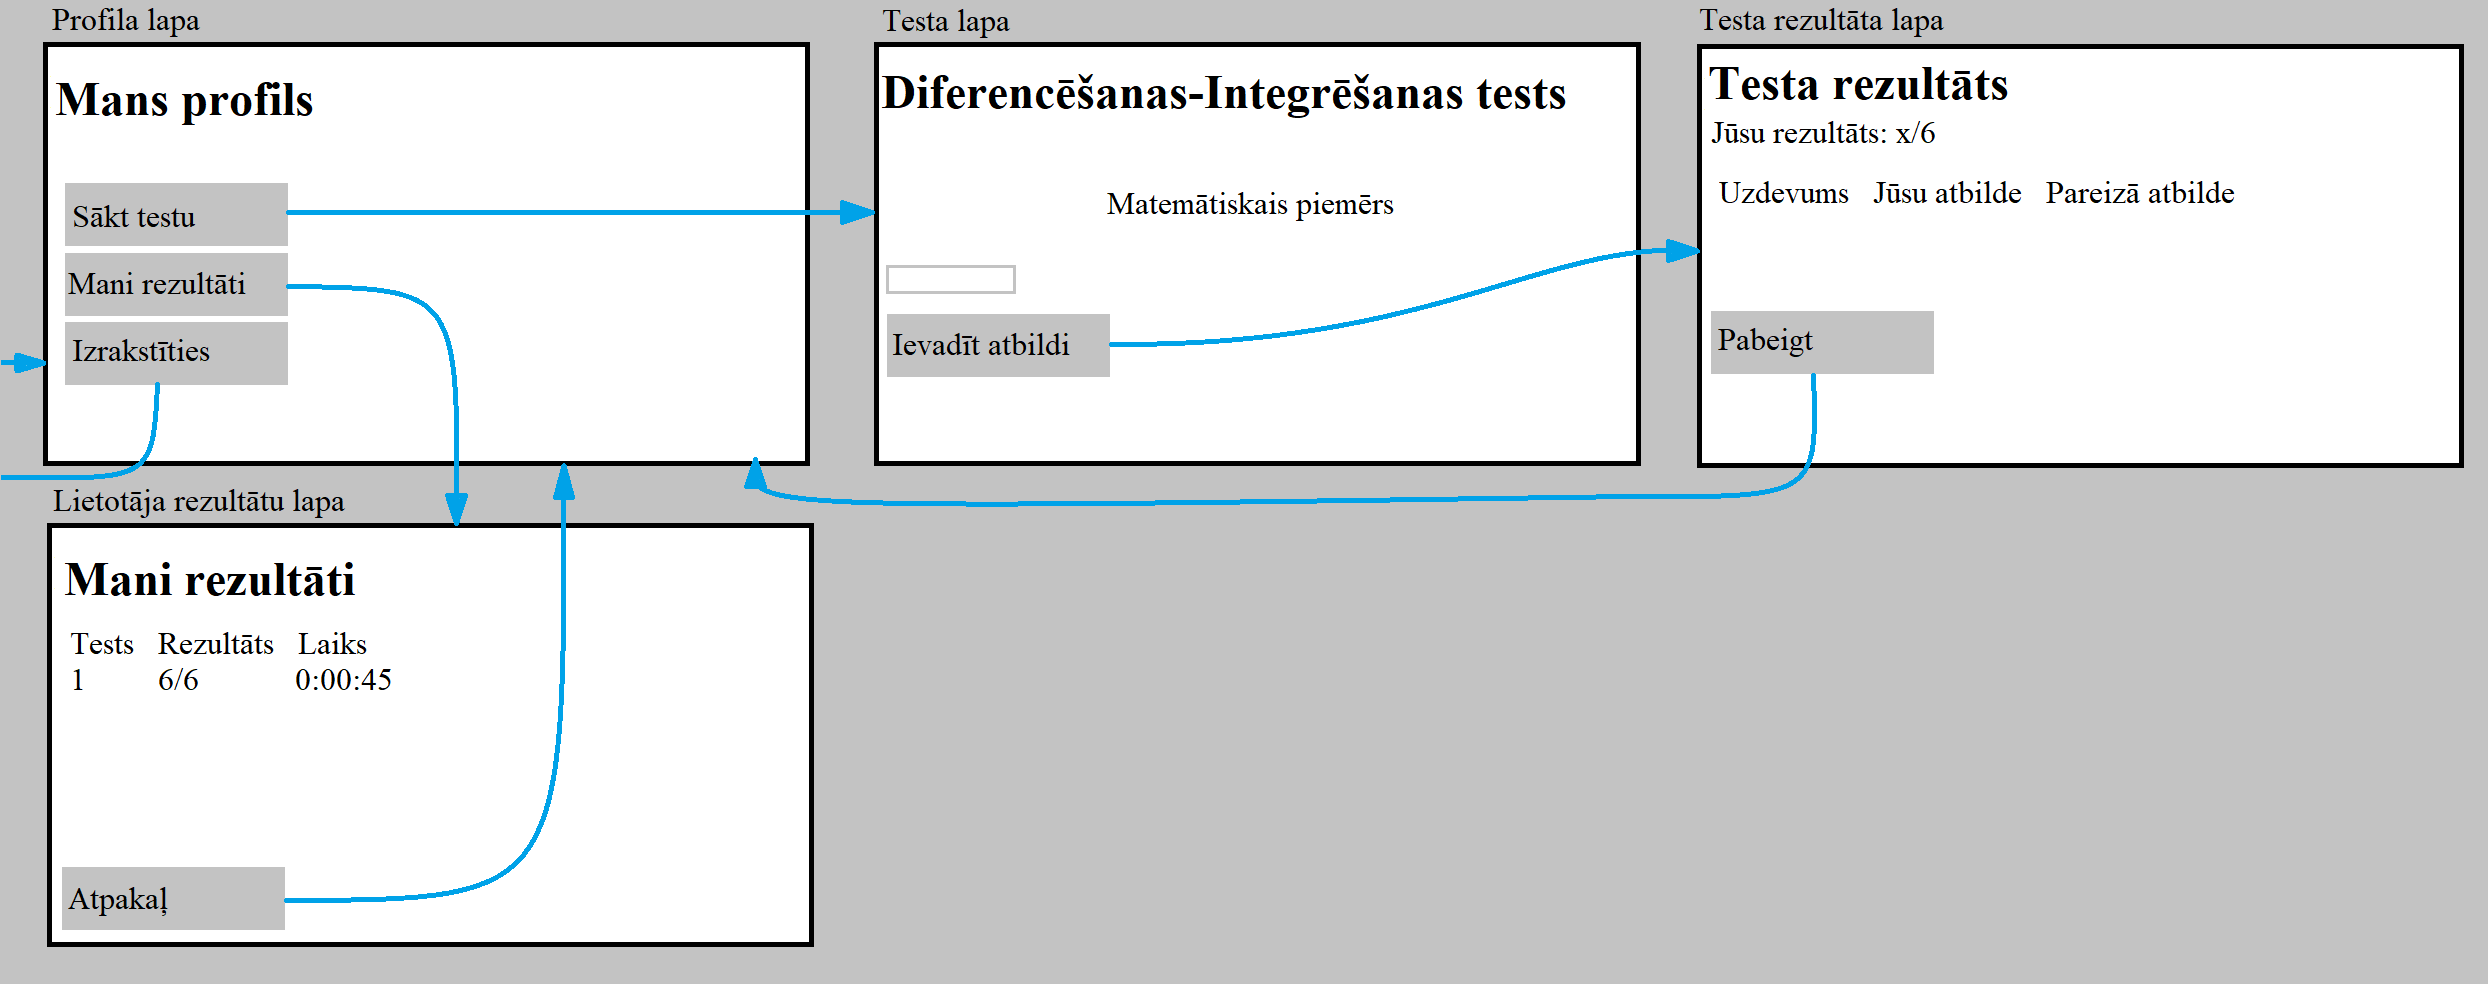 Profila lapa
Mans profils
Sākt testu
Mani rezultāti
Izrakstīties
Testa lapa
Diferencēšanas-Integrēšanas tests
Matemātiskais piemērs
Ievadīt atbildi
Testa rezultāta lapa
Testa rezultāts
Jūsu rezultāts: x/6
Uzdevums Jūsu atbilde Pareizā atbilde
Pabeigt
Lietotāja rezultātu lapa
Mani rezultāti
Tests Rezultāts Laiks
1 6/6 0:00:45
Atpakaļ